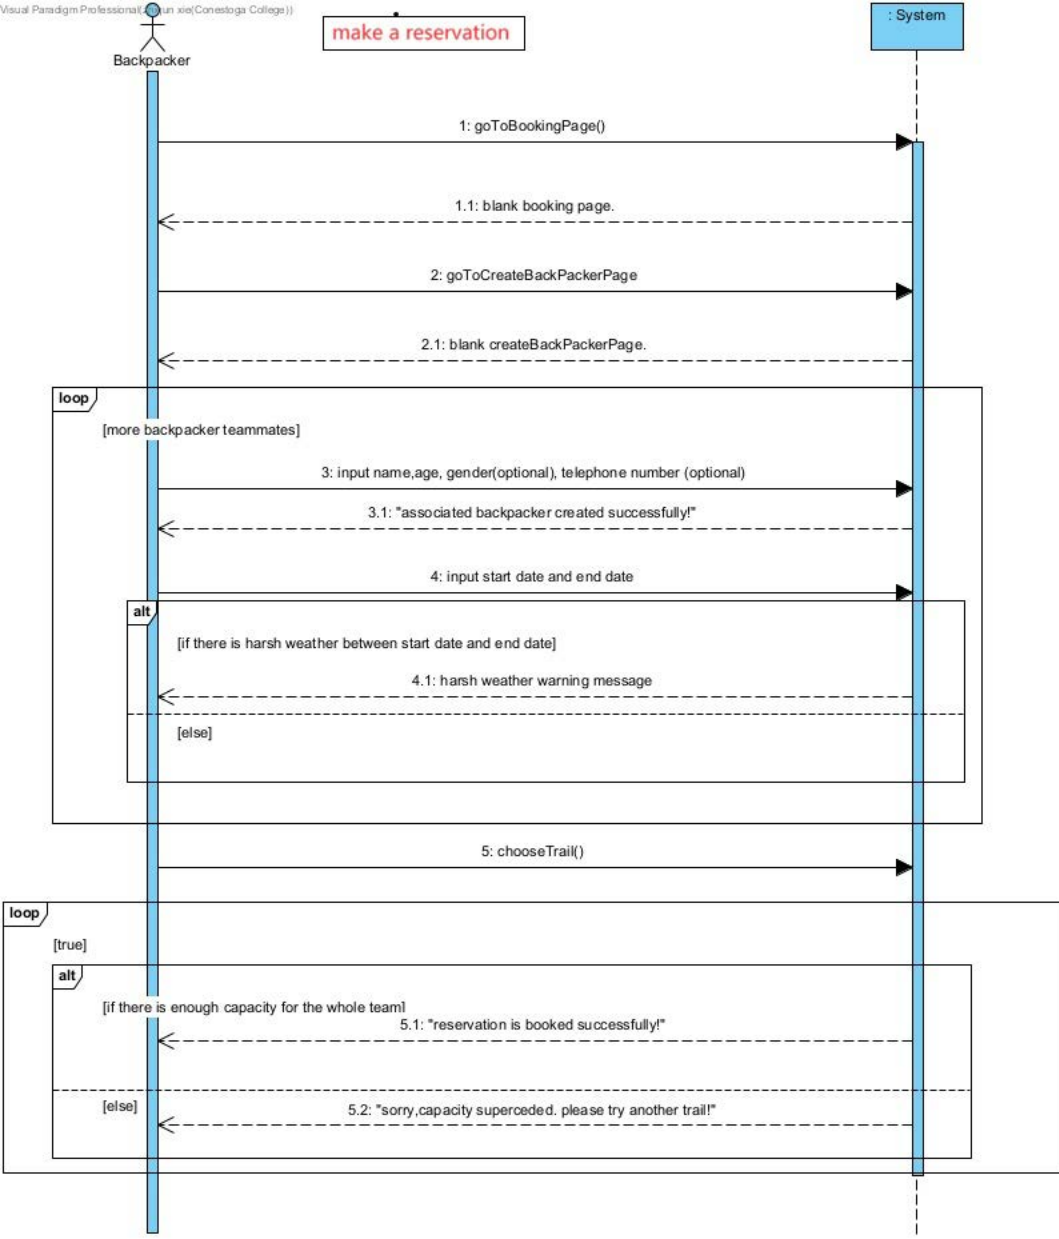 Visual Paradigm Professional(xie(Conestoga College))
make a reservation
: System
Backpacker
1: goToBookingPage()
1.1: blank booking page.
2: goToCreateBackPackerPage
2.1: blank createBackPackerPage.
loop
[more backpacker teammates]
3: input name,age, gender(optional), telephone number (optional)
3.1: "associated backpacker created successfully!"
4: input start date and end date
alt
[if there is harsh weather between start date and end date]
4.1: harsh weather warning message
[else]
5: chooseTrail()
loop
[true]
alt
[if there is enough capacity for the whole team]
5.1: "reservation is booked successfully!"
[else]
5.2: "sorry,capacity superceded. please try another trail!"